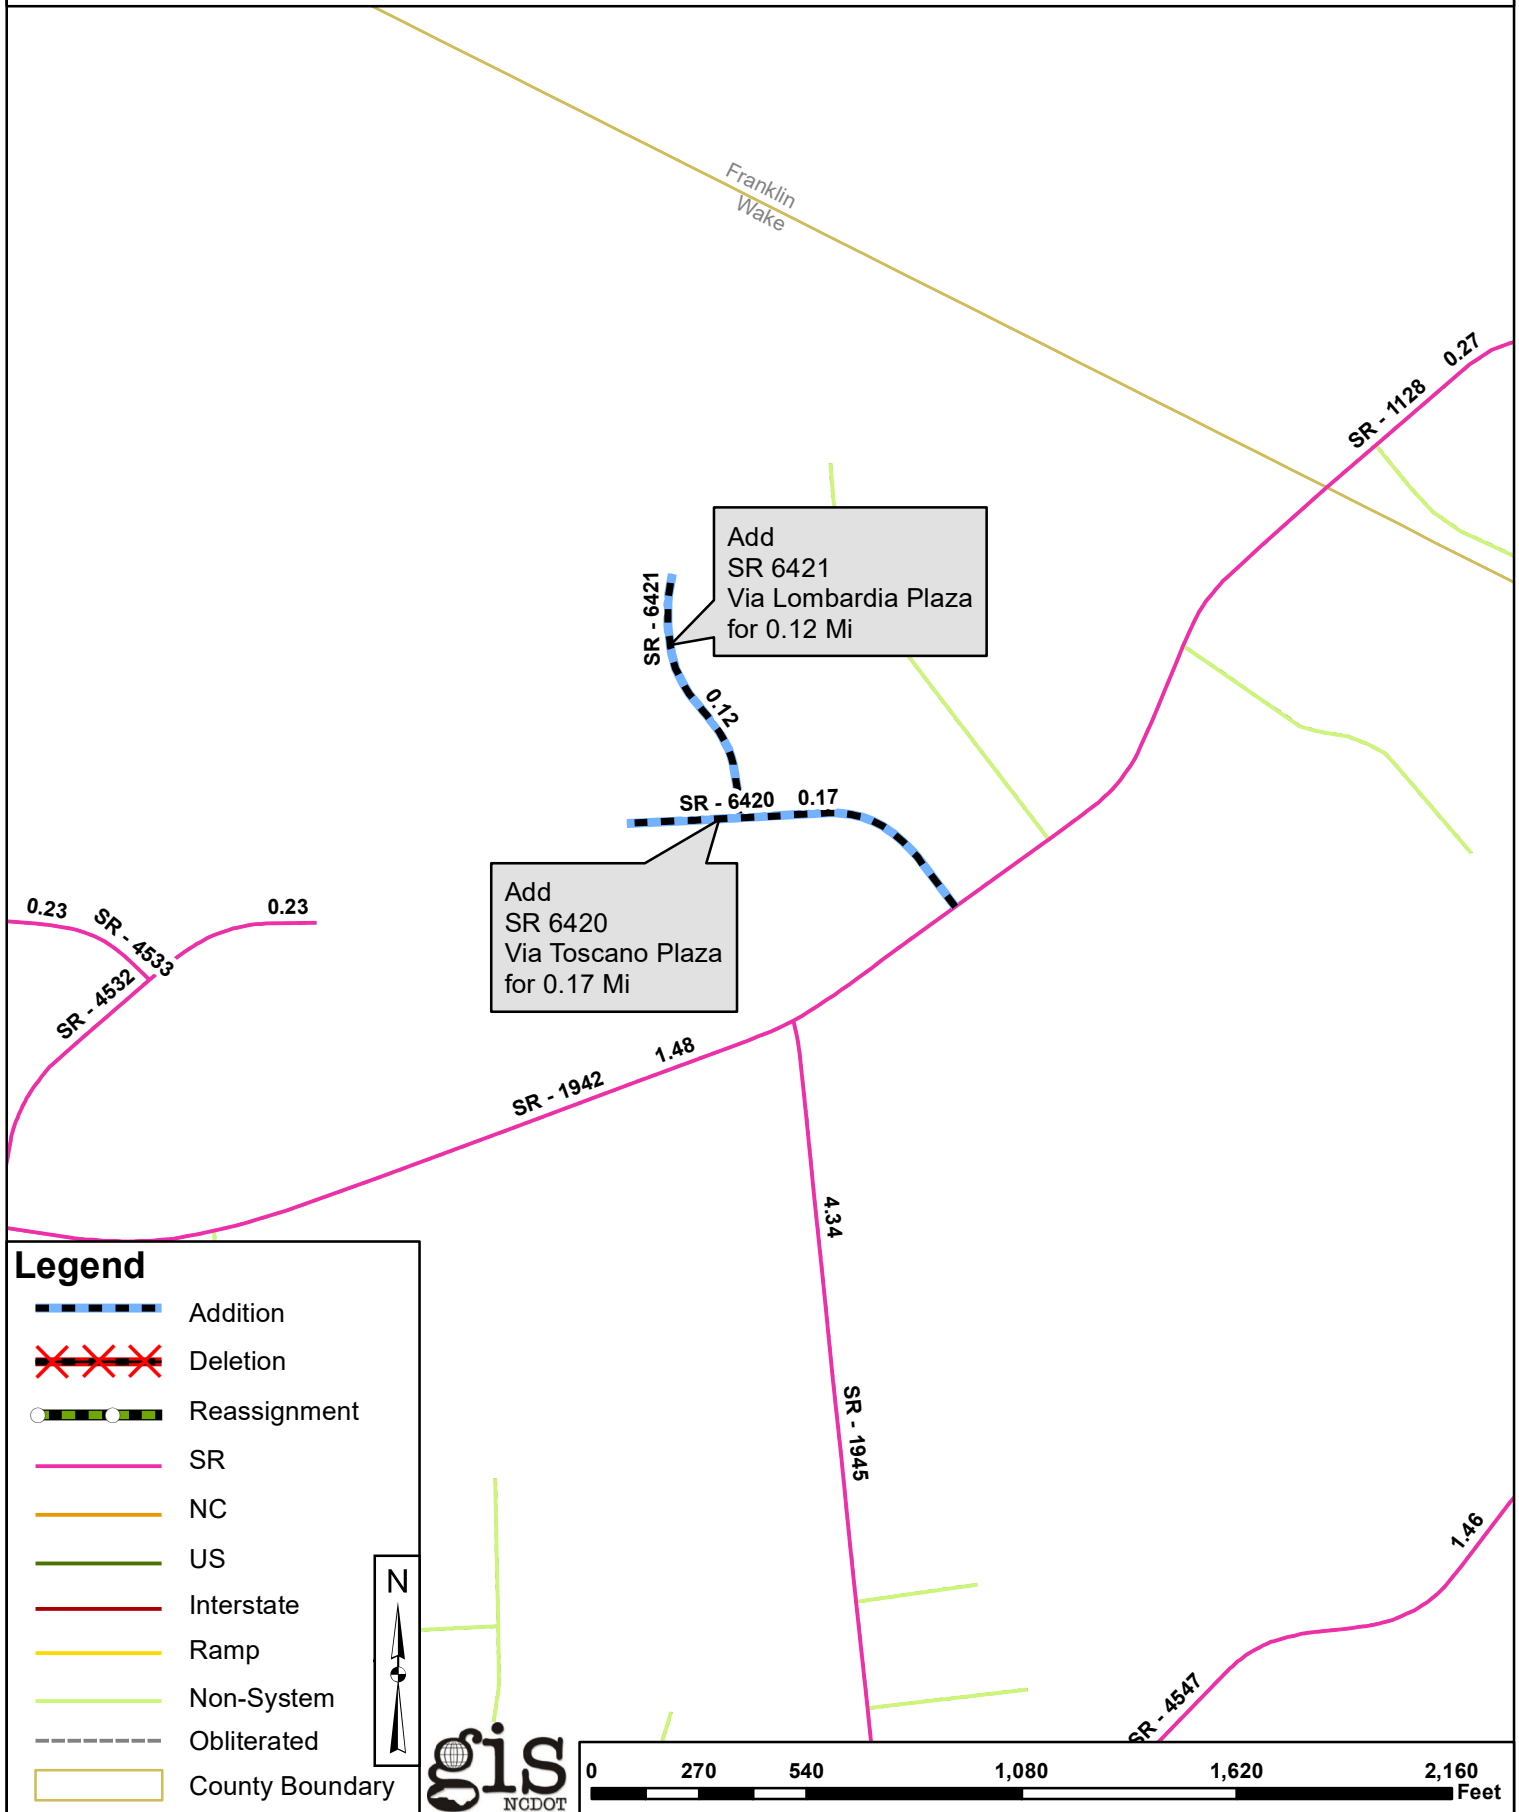 Franklin
Wake
0.27
SR - 1128
Add
SR 6421
Via Lombardia Plaza
for 0.12 Mi
SR - 6421
0.12
SR - 6420
0.17
Add
SR 6420
Via Toscano Plaza
for 0.17 Mi
0.23
SR - 4533
0.23
SR - 4532
1.48
SR - 1942
4.34
SR - 1945
1.46
SR - 4547
Legend
Addition
Deletion
Reassignment
SR
NC
US
Interstate
Ramp
Non-System
Obliterated
County Boundary
N
gis
NCDOT
0 270 540 1,080 1,620 2,160
Feet